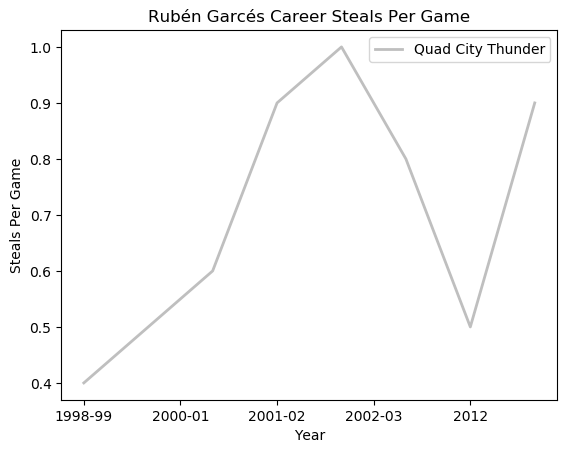 Rubén Garcés Career Steals Per Game
Quad City Thunder
1.0
0.9
0.8
0.7
0.6
0.5
0.4
Steals Per Game
1998-99 2000-01 2001-02 2002-03 2012
Year